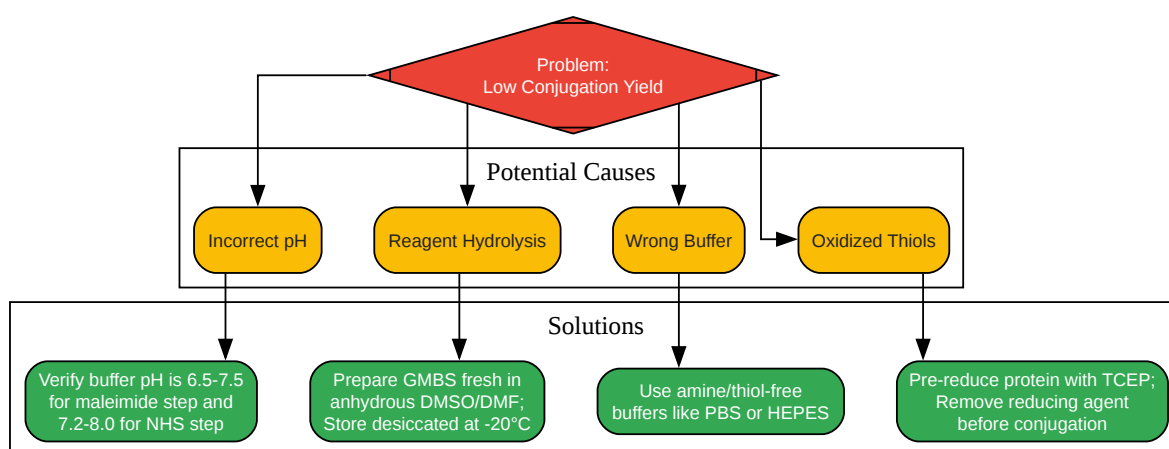 Problem:
Low Conjugation Yield
Potential Causes
Incorrect pH
Reagent Hydrolysis
Wrong Buffer
Oxidized Thiols
Solutions
Verify buffer pH is 6.5-7.5
for maleimide step and
7.2-8.0 for NHS step
Prepare GMBS fresh in
anhydrous DMSO/DMF;
Store desiccated at -20°C
Use amine/thiol-free
buffers like PBS or HEPES
Pre-reduce protein with TCEP;
Remove reducing agent
before conjugation